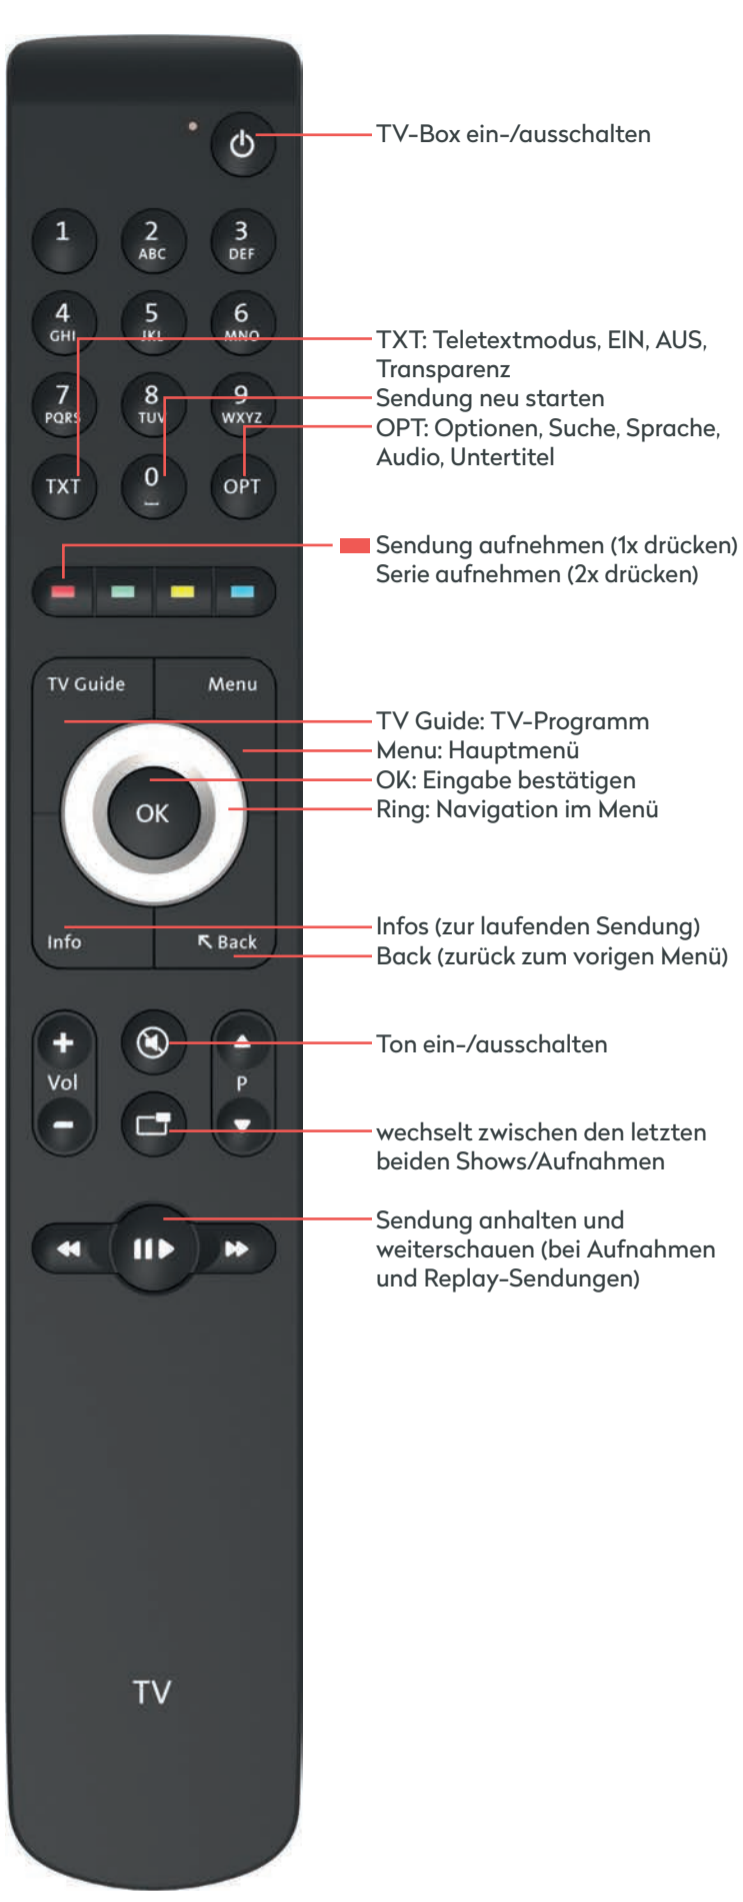 TV-Box ein-/ausschalten
1 2 3
ABC DEF
4 5 6
GHI JKL MNO
TXT: Teletextmodus, EIN, AUS,
Transparenz
7 8 9
PQRS TUV WXYZ
Sendung neu starten
OPT: Optionen, Suche, Sprache,
Audio, Untertitel
TXT 0 OPT
Sendung aufnehmen (1x drücken)
Serie aufnehmen (2x drücken)
TV Guide Menu
TV Guide: TV-Programm
Menu: Hauptmenü
OK: Eingabe bestätigen
Ring: Navigation im Menü
OK
Infos (zur laufenden Sendung)
Info Back
Back (zurück zum vorigen Menü)
Ton ein-/ausschalten
Vol P
wechselt zwischen den letzten
beiden Shows/Aufnahmen
Sendung anhalten und
weiterschauen (bei Aufnahmen
und Replay-Sendungen)
TV